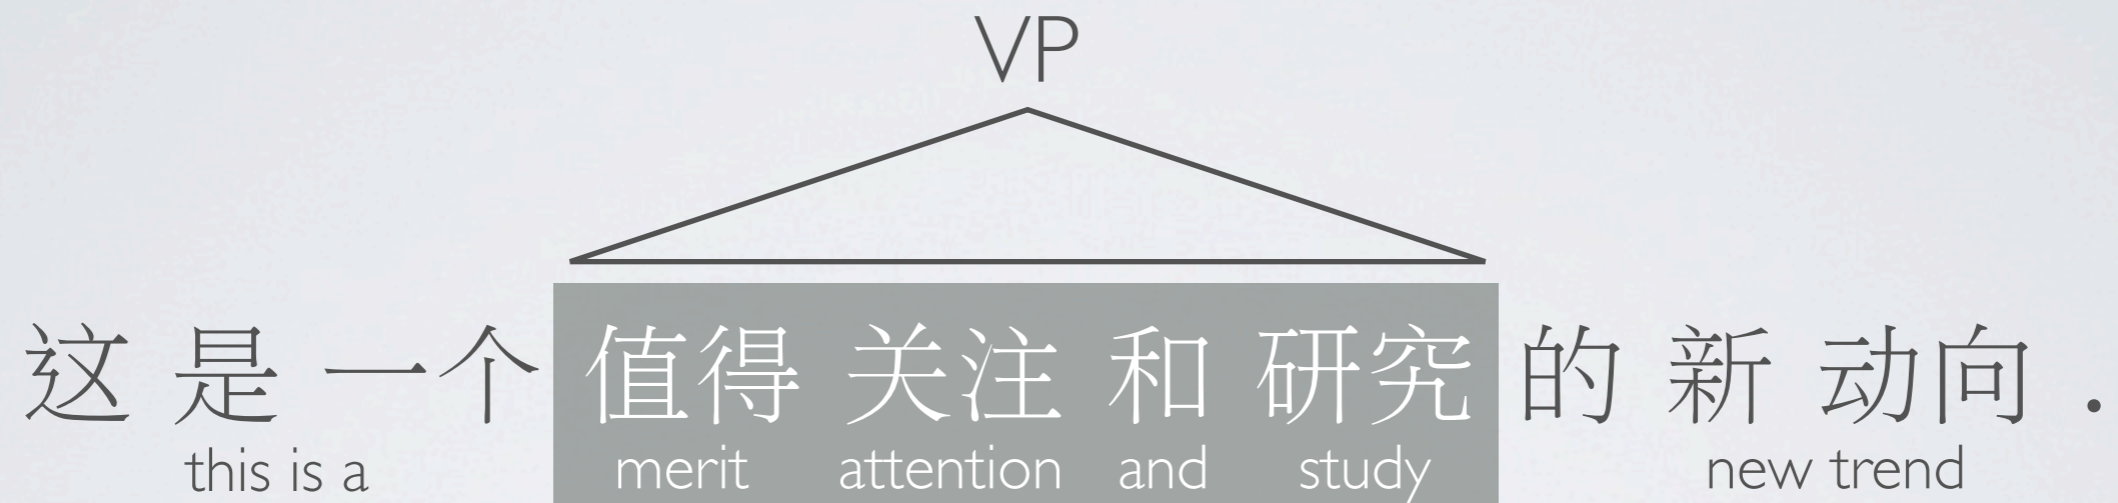 VP
这 是 一个 值得 关注 和 研究 的 新 动向 .
this is a merit attention and study new trend